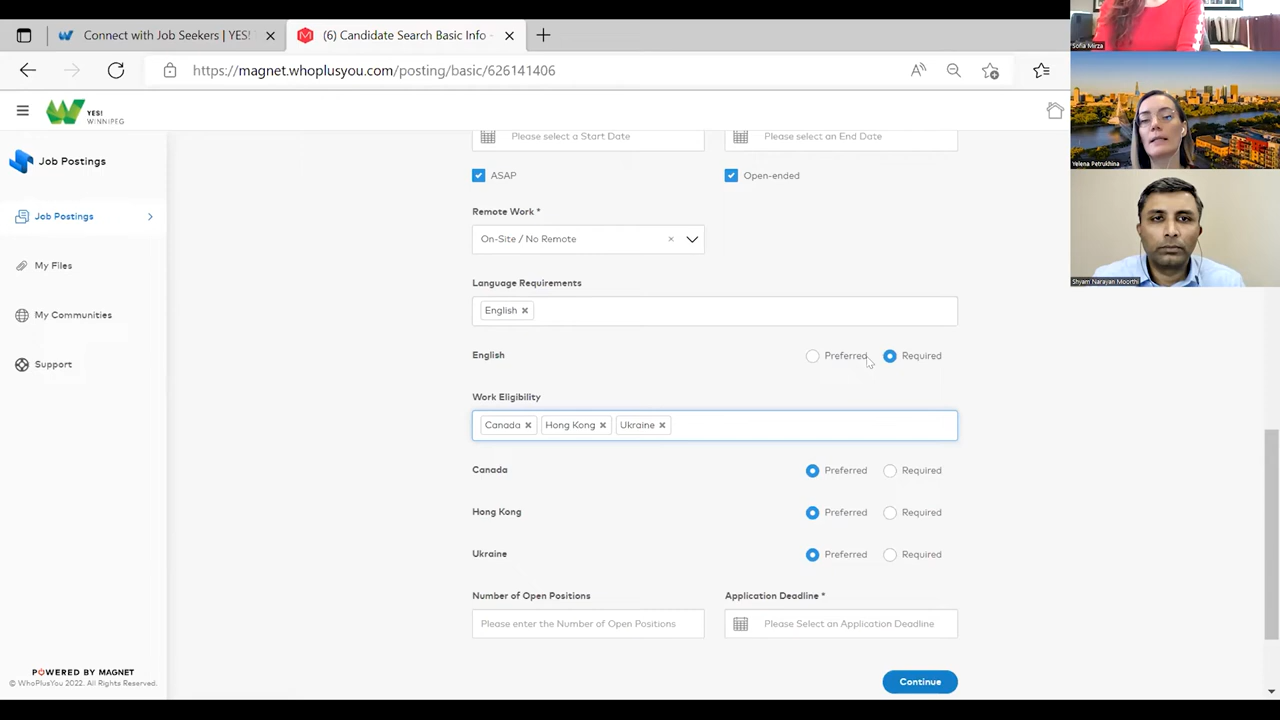 Connect with Job Seekers | YES!
(6) Candidate Search Basic Info -
https://magnet.whoplusyou.com/posting/basic/626141406
YES!
WINNIPEG
Job Postings
Job Postings
My Files
My Communities
Support
POWERED BY MAGNET
© WhoPlusYou 2022. All Rights Reserved.
Please select a Start Date
Please select an End Date
ASAP
Open-ended
Remote Work *
On-Site / No Remote
Language Requirements
English
English
Preferred
Required
Work Eligibility
Canada Hong Kong Ukraine
Canada
Preferred
Required
Hong Kong
Preferred
Required
Ukraine
Preferred
Required
Number of Open Positions
Application Deadline *
Please enter the Number of Open Positions
Please Select an Application Deadline
Continue
Sofia Mirza
Yelena Petrukhina
Shyam Narayan Moorthi